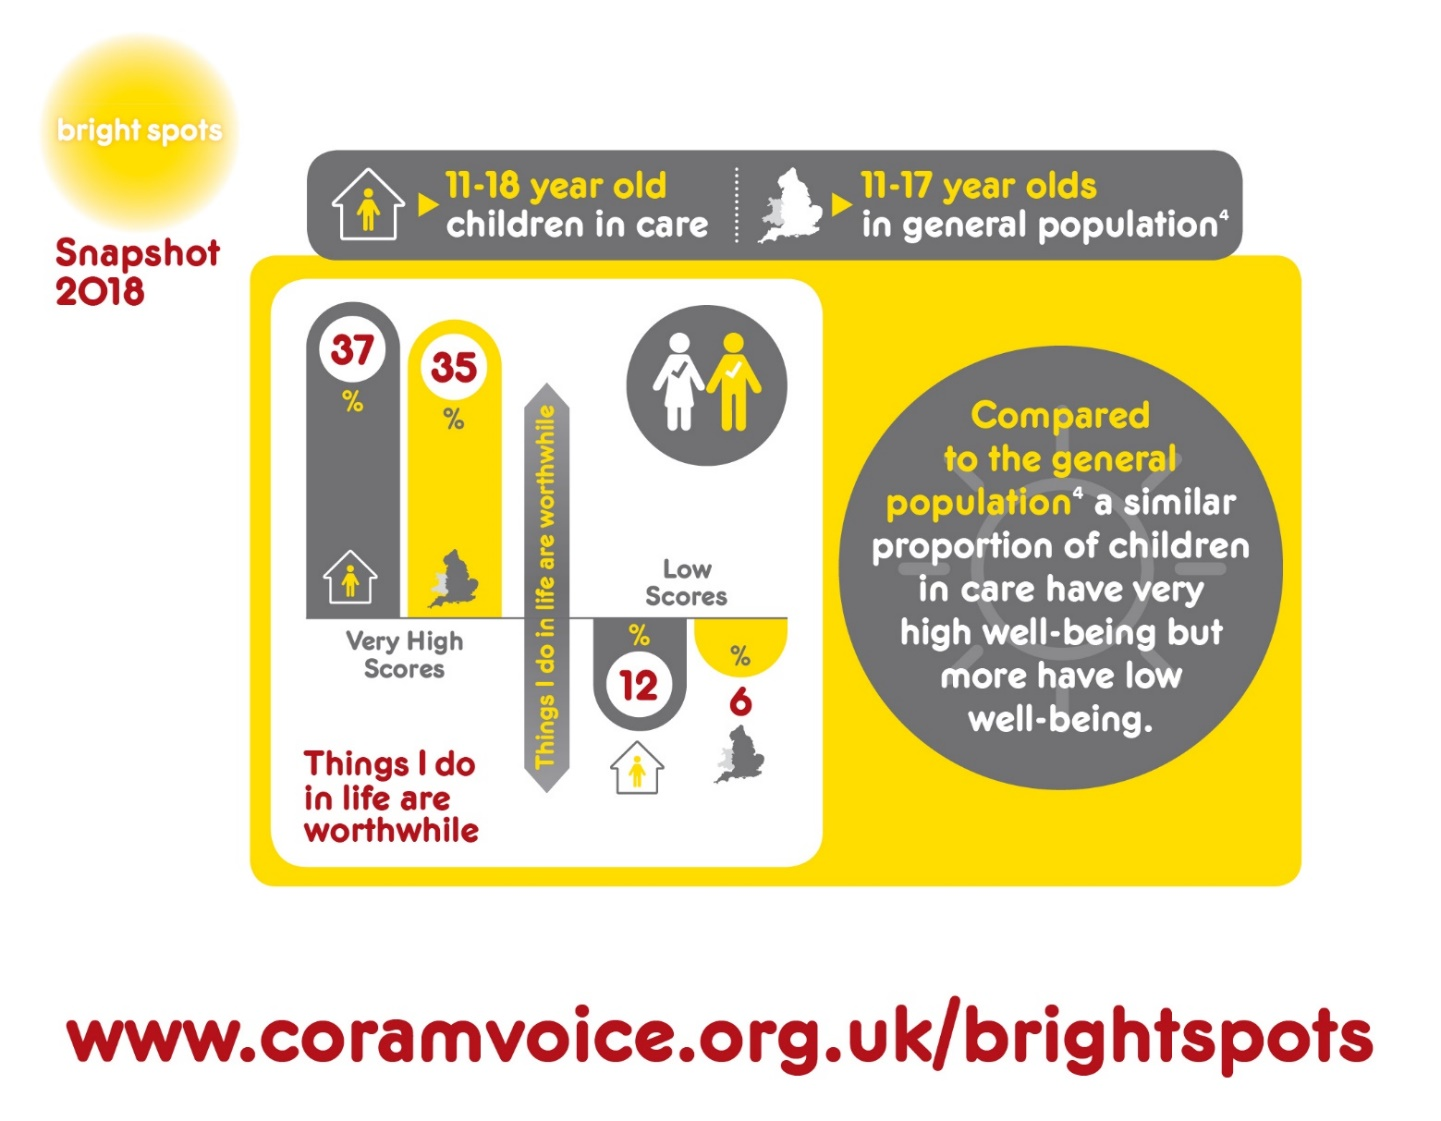 bright spots
Snapshot
2018
11-18 year old
children in care
11-17 year olds
in general population⁴
37
%
35
%
Things I do in life are worthwhile
Very High
Scores
Low
Scores
%
12
%
6
Things I do
in life are
worthwhile
Compared
to the general
population⁴ a similar
proportion of children
in care have very
high well-being but
more have low
well-being.
www.coramvoice.org.uk/brightspots